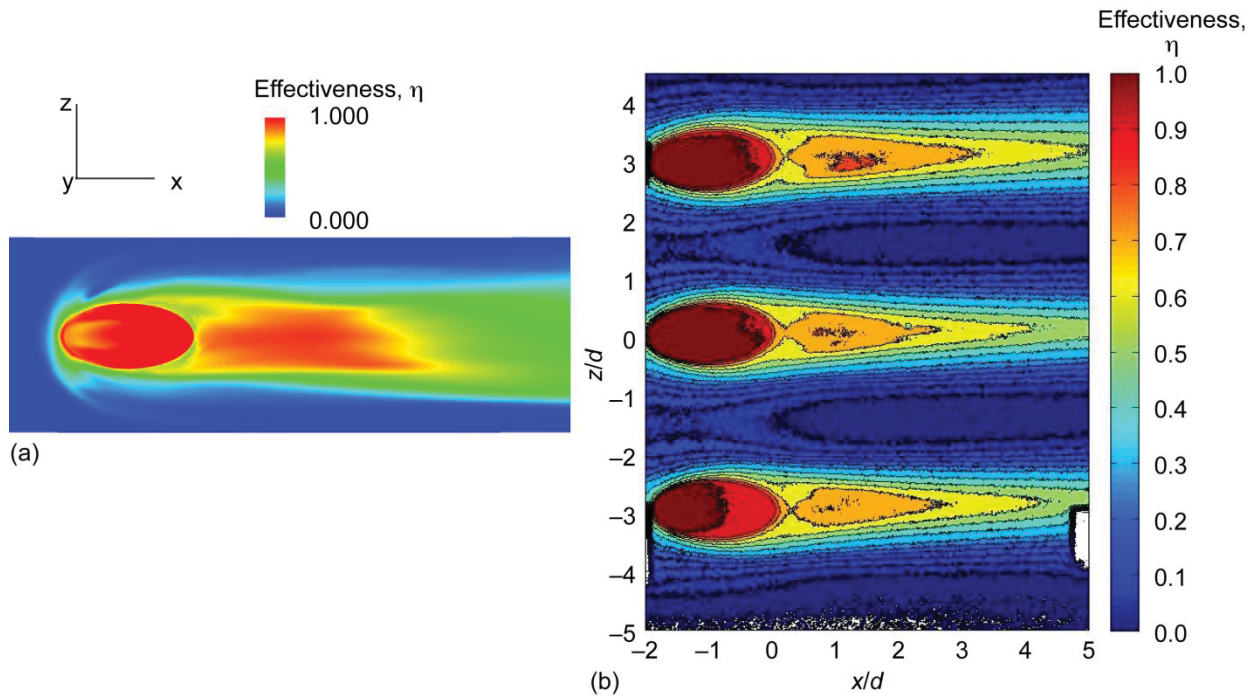 Effectiveness, η
1.000
0.000
z
y
x
(a)
Effectiveness,
η
1.0
0.9
0.8
0.7
0.6
0.5
0.4
0.3
0.2
0.1
0.0
z/d
4
3
2
1
0
–1
–2
–3
–4
–5
–2 –1 0 1 2 3 4 5
x/d
(b)